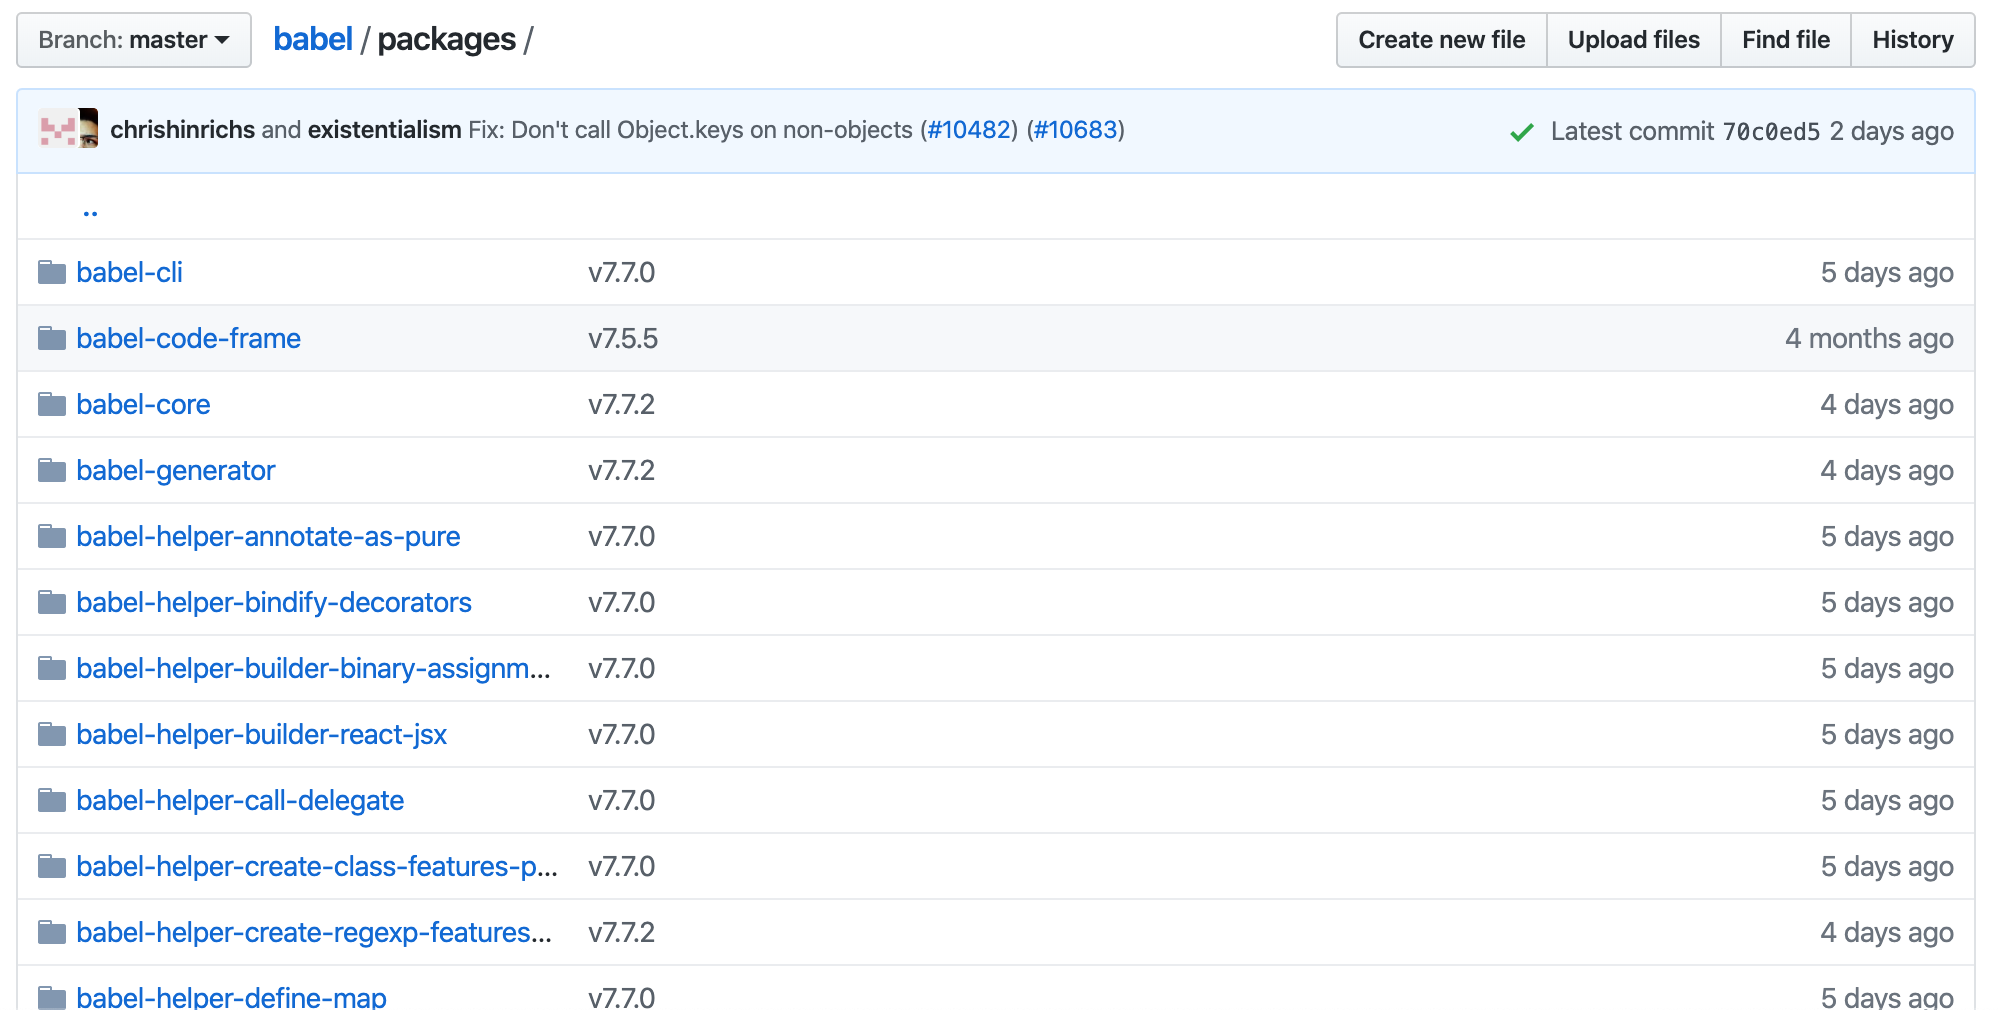 Branch: master babel / packages / Create new file Upload files Find file History
chrishinrichs and existentialism Fix: Don't call Object.keys on non-objects (#10482) (#10683) Latest commit 70c0ed5 2 days ago
..
babel-cli v7.7.0 5 days ago
babel-code-frame v7.5.5 4 months ago
babel-core v7.7.2 4 days ago
babel-generator v7.7.2 4 days ago
babel-helper-annotate-as-pure v7.7.0 5 days ago
babel-helper-bindify-decorators v7.7.0 5 days ago
babel-helper-builder-binary-assignm... v7.7.0 5 days ago
babel-helper-builder-react-jsx v7.7.0 5 days ago
babel-helper-call-delegate v7.7.0 5 days ago
babel-helper-create-class-features-p... v7.7.0 5 days ago
babel-helper-create-regexp-features... v7.7.2 4 days ago
babel-helper-define-map v7.7.0 5 days ago